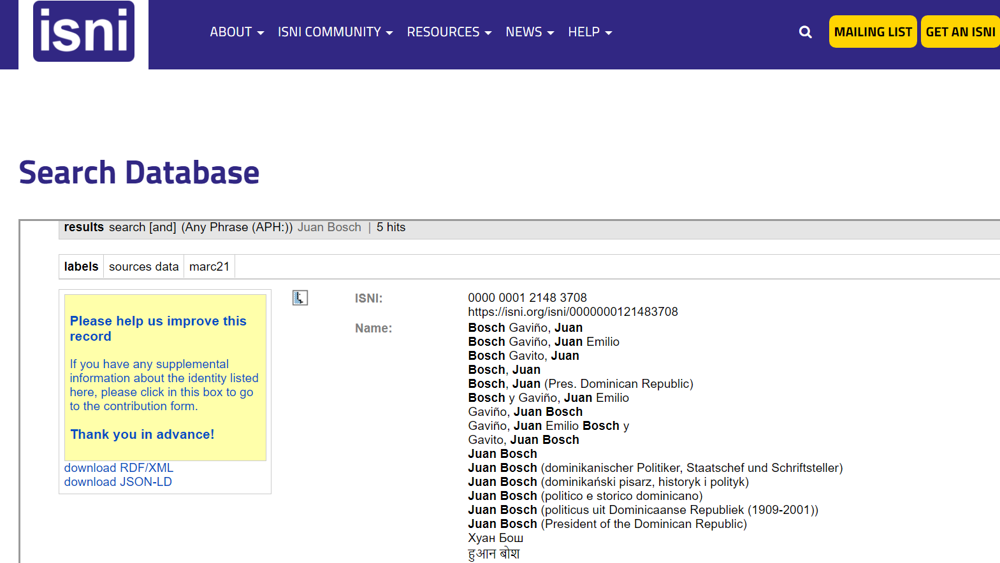 isni
ABOUT ISNI COMMUNITY RESOURCES NEWS HELP MAILING LIST GET AN ISNI
Search Database
results search [and] (Any Phrase (APH:)) Juan Bosch | 5 hits
labels sources data marc21
Please help us improve this
record
If you have any supplemental
information about the identity listed
here, please click in this box to go
to the contribution form.
Thank you in advance!
download RDF/XML
download JSON-LD
ISNI: 0000 0001 2148 3708
https://isni.org/isni/0000000121483708
Name: Bosch Gaviño, Juan
Bosch Gaviño, Juan Emilio
Bosch Gavito, Juan
Bosch, Juan
Bosch, Juan (Pres. Dominican Republic)
Bosch y Gaviño, Juan Emilio
Gaviño, Juan Bosch
Gaviño, Juan Emilio Bosch y
Gavito, Juan Bosch
Juan Bosch
Juan Bosch (dominikanischer Politiker, Staatschef und Schriftsteller)
Juan Bosch (dominikański pisarz, historyk i polityk)
Juan Bosch (politico e storico dominicano)
Juan Bosch (politicus uit Dominicaanse Republiek (1909-2001))
Juan Bosch (President of the Dominican Republic)
Хуан Бош
हुआन बोश